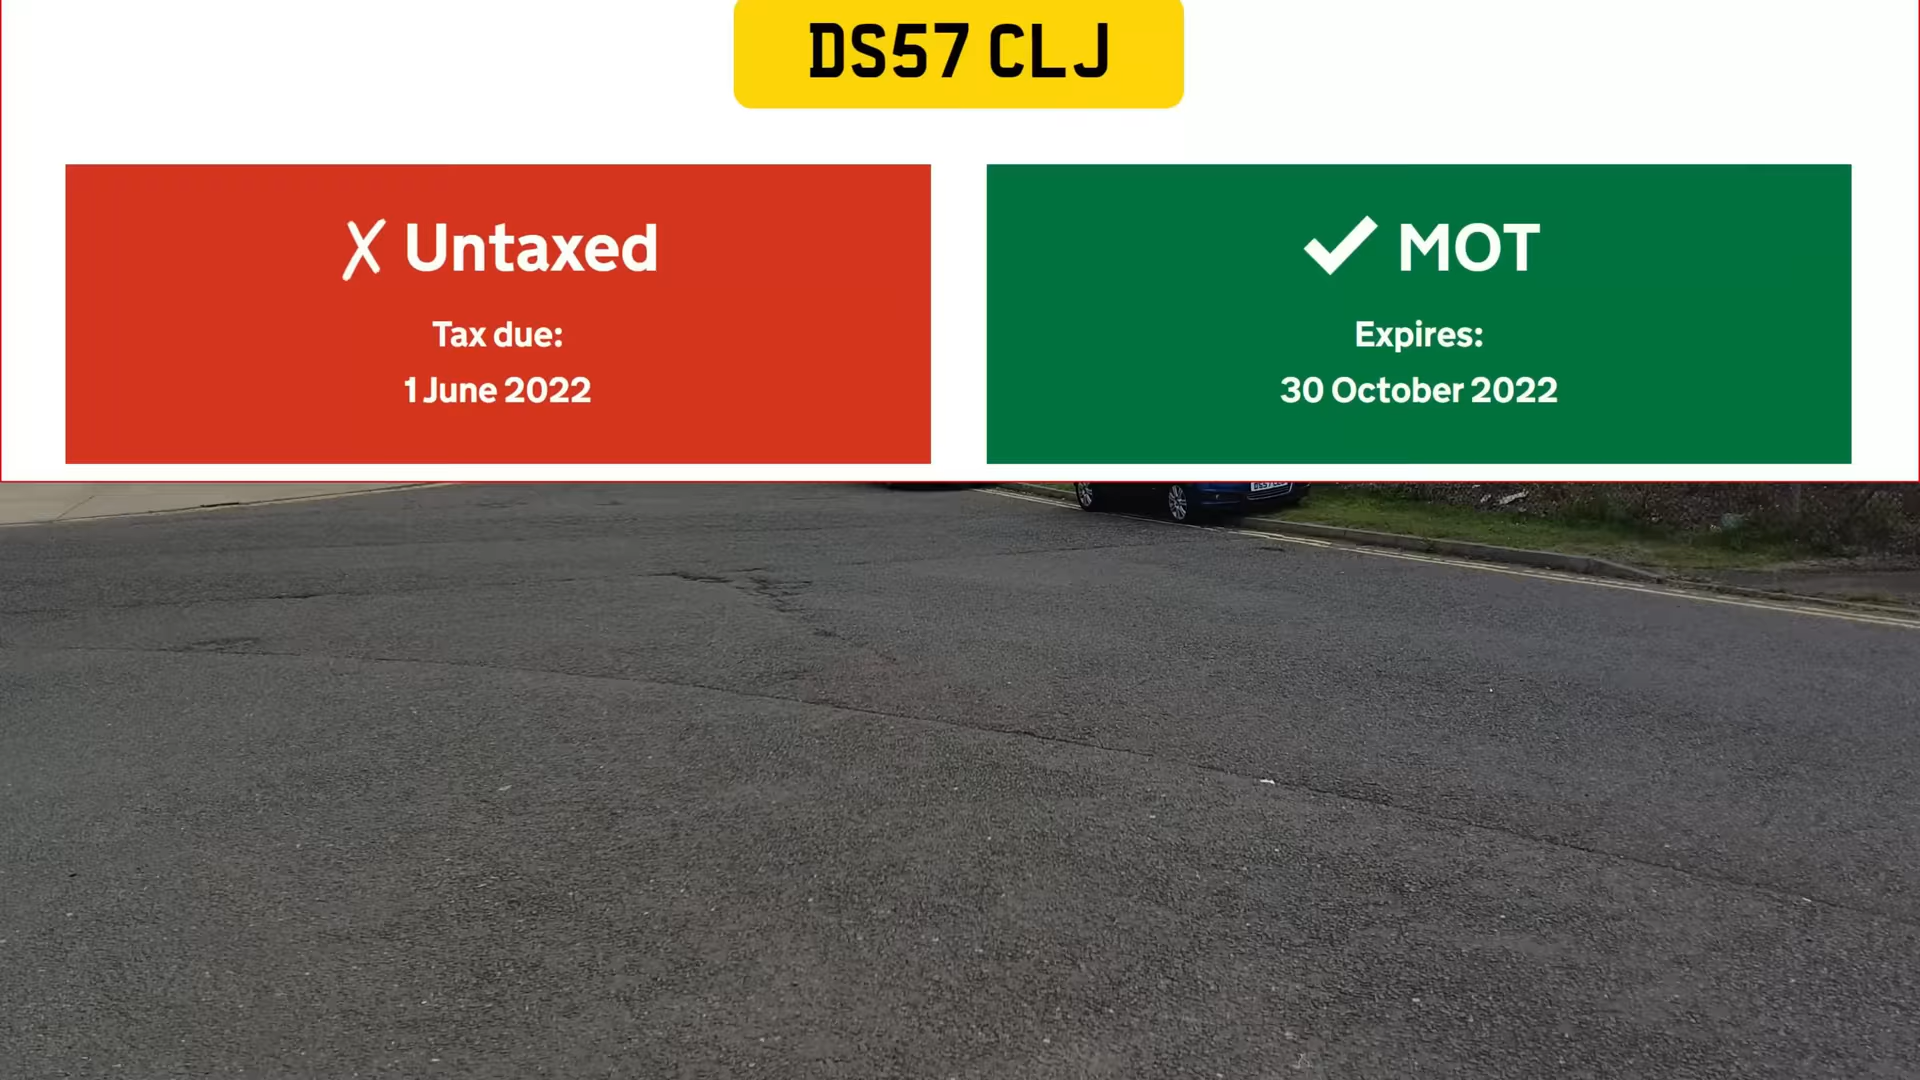 DS57 CLJ
Untaxed
Tax due:
1 June 2022
MOT
Expires:
30 October 2022